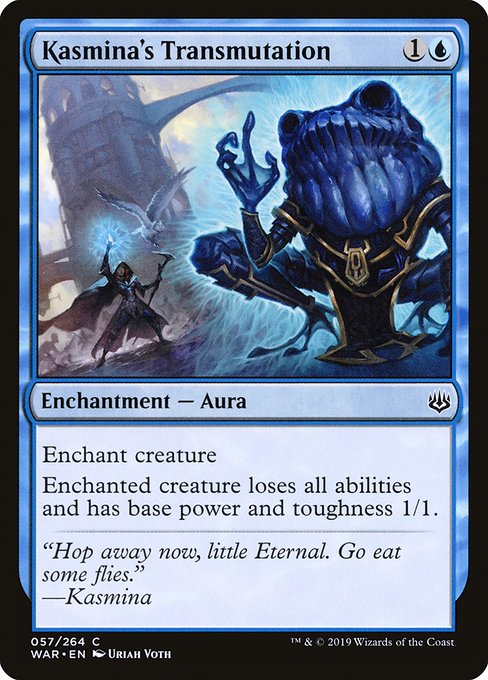 Kasmina's Transmutation 1
Enchantment — Aura
Enchant creature
Enchanted creature loses all abilities
and has base power and toughness 1/1.
“Hop away now, little Eternal. Go eat
some flies.”
—Kasmina
057/264 C
WAR • EN Uriah Voth
™ & © 2019 Wizards of the Coast